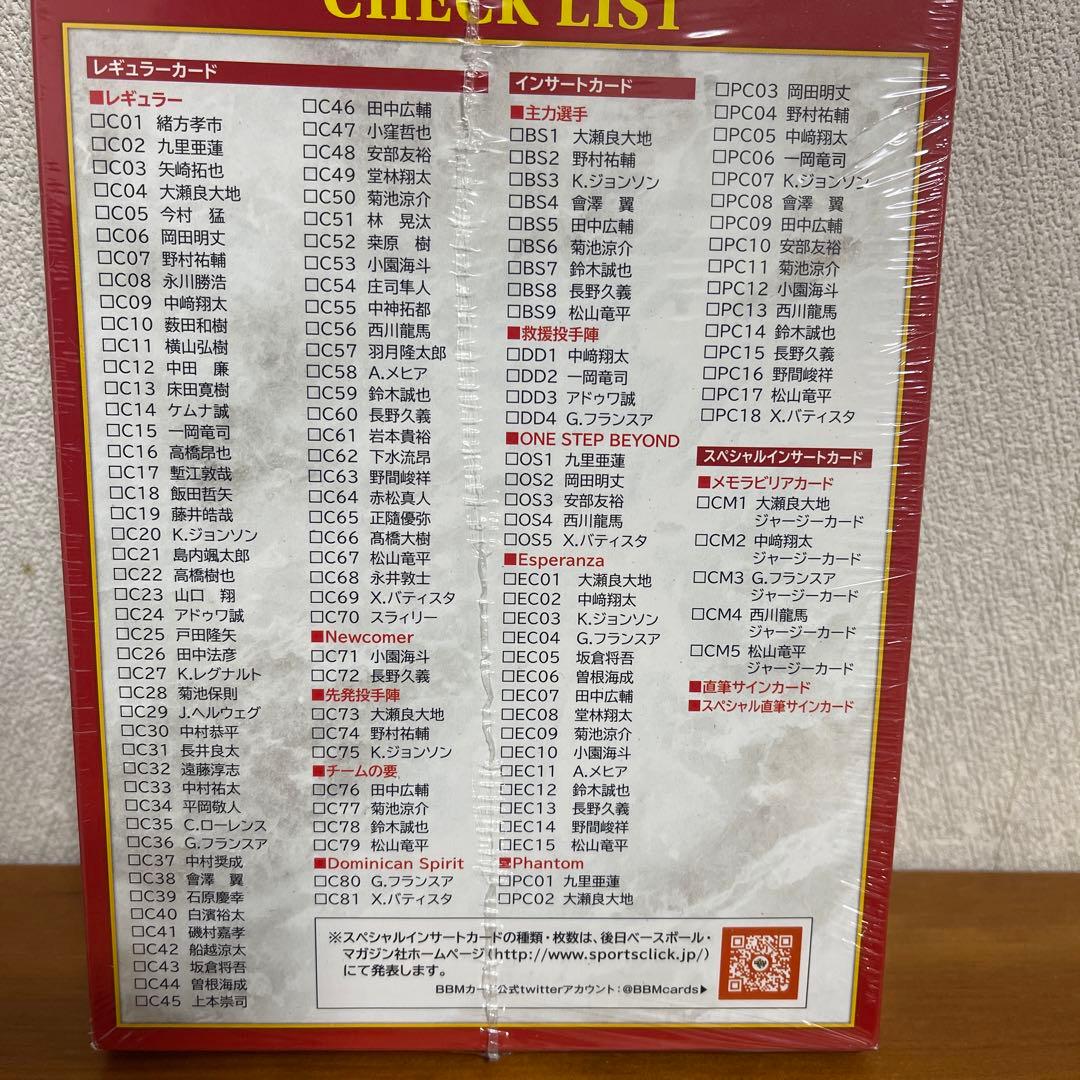 CHECK LIST
レギュラーカード
■レギュラー
□C01 緒方孝市
□C02 九里亜蓮
□C03 矢崎拓也
□C04 大瀬良大地
□C05 今村 猛
□C06 岡田明丈
□C07 野村祐輔
□C08 永川勝浩
□C09 中﨑翔太
□C10 薮田和樹
□C11 横山弘樹
□C12 中田 廉
□C13 床田寛樹
□C14 ケムナ誠
□C15 一岡竜司
□C16 高橋昂也
□C17 塹江敦哉
□C18 飯田哲矢
□C19 藤井皓哉
□C20 K.ジョンソン
□C21 島内颯太郎
□C22 高橋樹也
□C23 山口 翔
□C24 アドゥワ誠
□C25 戸田隆矢
□C26 田中法彦
□C27 K.レグナルト
□C28 菊池保則
□C29 J.ヘルウェグ
□C30 中村恭平
□C31 長井良太
□C32 遠藤淳志
□C33 中村祐太
□C34 平岡敬人
□C35 C.ローレンス
□C36 G.フランスア
□C37 中村奨成
□C38 會澤 翼
□C39 石原慶幸
□C40 白濱裕太
□C41 磯村嘉孝
□C42 船越涼太
□C43 坂倉将吾
□C44 曽根海成
□C45 上本崇司
□C46 田中広輔
□C47 小窪哲也
□C48 安部友裕
□C49 堂林翔太
□C50 菊池涼介
□C51 林 晃汰
□C52 桒原 樹
□C53 小園海斗
□C54 庄司隼人
□C55 中神拓都
□C56 西川龍馬
□C57 羽月隆太郎
□C58 A.メヒア
□C59 鈴木誠也
□C60 長野久義
□C61 岩本貴裕
□C62 下水流昂
□C63 野間峻祥
□C64 赤松真人
□C65 正隨優弥
□C66 髙橋大樹
□C67 松山竜平
□C68 永井敦士
□C69 X.バティスタ
□C70 スライリー
■Newcomer
□C71 小園海斗
□C72 長野久義
■先発投手陣
□C73 大瀬良大地
□C74 野村祐輔
□C75 K.ジョンソン
■チームの要
□C76 田中広輔
□C77 菊池涼介
□C78 鈴木誠也
□C79 松山竜平
■Dominican Spirit
□C80 G.フランスア
□C81 X.バティスタ
インサートカード
■主力選手
□BS1 大瀬良大地
□BS2 野村祐輔
□BS3 K.ジョンソン
□BS4 會澤 翼
□BS5 田中広輔
□BS6 菊池涼介
□BS7 鈴木誠也
□BS8 長野久義
□BS9 松山竜平
■救援投手陣
□DD1 中﨑翔太
□DD2 一岡竜司
□DD3 アドゥワ誠
□DD4 G.フランスア
■ONE STEP BEYOND
□OS1 九里亜蓮
□OS2 岡田明丈
□OS3 安部友裕
□OS4 西川龍馬
□OS5 X.バティスタ
■Esperanza
□EC01 大瀬良大地
□EC02 中﨑翔太
□EC03 K.ジョンソン
□EC04 G.フランスア
□EC05 坂倉将吾
□EC06 曽根海成
□EC07 田中広輔
□EC08 堂林翔太
□EC09 菊池涼介
□EC10 小園海斗
□EC11 A.メヒア
□EC12 鈴木誠也
□EC13 長野久義
□EC14 野間峻祥
□EC15 松山竜平
■Phantom
□PC01 九里亜蓮
□PC02 大瀬良大地
□PC03 岡田明丈
□PC04 野村祐輔
□PC05 中﨑翔太
□PC06 一岡竜司
□PC07 K.ジョンソン
□PC08 會澤 翼
□PC09 田中広輔
□PC10 安部友裕
□PC11 菊池涼介
□PC12 小園海斗
□PC13 西川龍馬
□PC14 鈴木誠也
□PC15 長野久義
□PC16 野間峻祥
□PC17 松山竜平
□PC18 X.バティスタ
スペシャルインサートカード
■メモラビリアカード
□CM1 大瀬良大地
ジャージーカード
□CM2 中﨑翔太
ジャージーカード
□CM3 G.フランスア
ジャージーカード
□CM4 西川龍馬
ジャージーカード
□CM5 松山竜平
ジャージーカード
■直筆サインカード
■スペシャル直筆サインカード
※スペシャルインサートカードの種類・枚数は、後日ベースボール・
マガジン社ホームページ(http://www.sportsclick.jp/)
にて発表します。
BBMカード公式twitterアカウント:@BBMcards▶